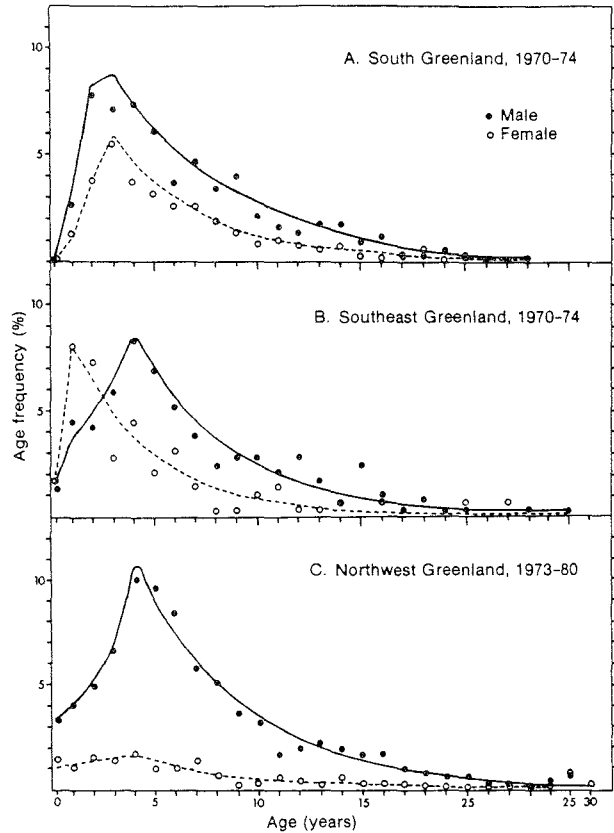 A. South Greenland, 1970-74
Male
Female
10
5
B. Southeast Greenland, 1970-74
10
5
Age frequency (%)
C. Northwest Greenland, 1973-80
10
5
0 5 10 15 25 25 30
Age (years)